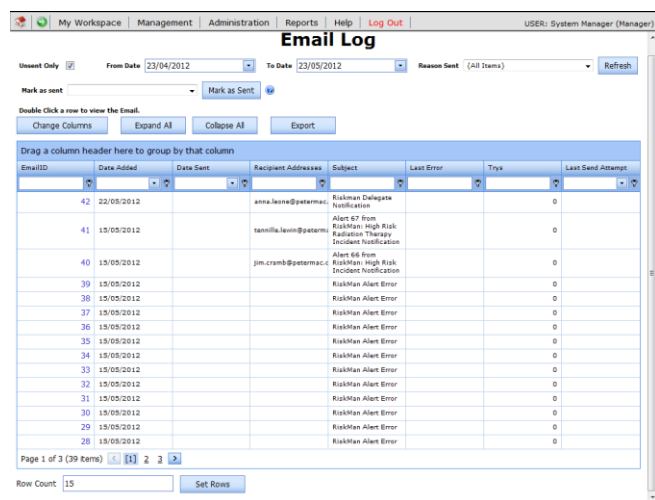 My Workspace | Management | Administration | Reports | Help | Log Out | USER: System Manager (Manager)
Email Log
Unsent Only From Date 23/04/2012 To Date 23/05/2012 Reason Sent {All Items} Refresh
Mark as sent Mark as Sent
Double Click a row to view the Email.
Change Columns Expand All Collapse All Export
Drag a column header here to group by that column
EmailID Date Added Date Sent Recipient Addresses Subject Last Error Trys Last Send Attempt
42 22/05/2012 anna.leone@petermac. Riskman Delegate
Notification 0
Alert 67 from
41 15/05/2012 tennille.lewin@peterma RiskMan: High Risk 0
Radiation Therapy
Incident Notification
Alert 66 from
40 15/05/2012 jim.cramb@petermac.c RiskMan: High Risk 0
Incident Notification
39 15/05/2012 RiskMan Alert Error 0
38 15/05/2012 RiskMan Alert Error 0
37 15/05/2012 RiskMan Alert Error 0
36 15/05/2012 RiskMan Alert Error 0
35 15/05/2012 RiskMan Alert Error 0
34 15/05/2012 RiskMan Alert Error 0
33 15/05/2012 RiskMan Alert Error 0
32 15/05/2012 RiskMan Alert Error 0
31 15/05/2012 RiskMan Alert Error 0
30 15/05/2012 RiskMan Alert Error 0
29 15/05/2012 RiskMan Alert Error 0
28 15/05/2012 RiskMan Alert Error 0
Page 1 of 3 (39 items) < [1] 2 3 >
Row Count 15 Set Rows